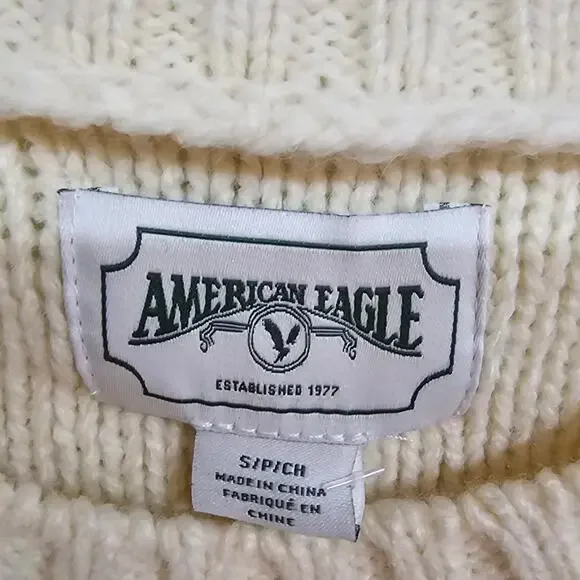 AMERICAN EAGLE
ESTABLISHED 1977
S/P/CH
MADE IN CHINA
FABRIQUÉ EN
CHINE